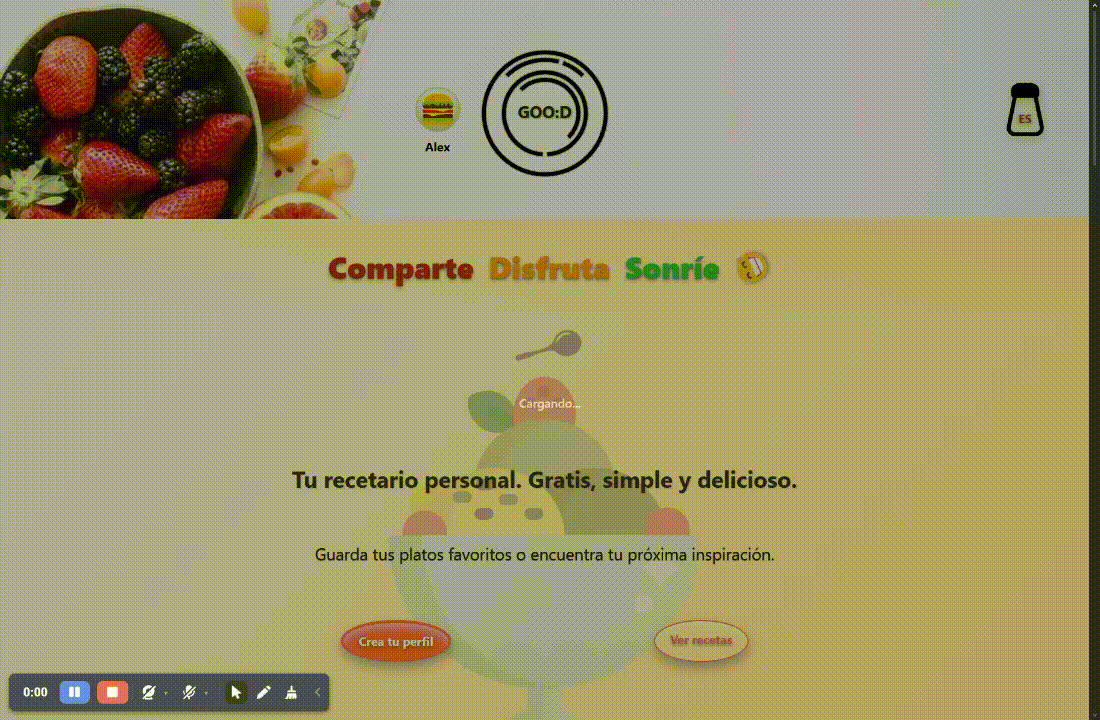 GOO:D
Alex
ES
Comparte Disfruta Sonríe
Cargando...
Tu recetario personal. Gratis, simple y delicioso.
Guarda tus platos favoritos o encuentra tu próxima inspiración.
Crea tu perfil
Ver recetas
0:00